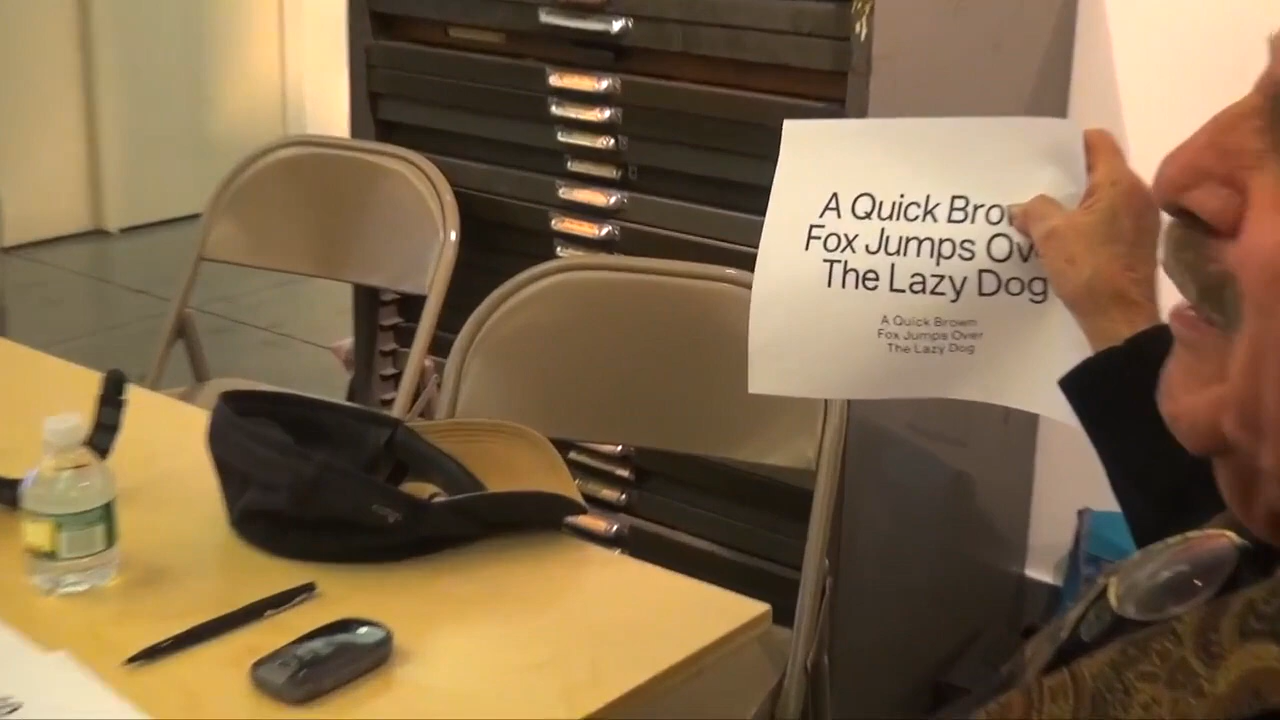 A Quick Brow
Fox Jumps Ov
The Lazy Dog
A Quick Brown
Fox Jumps Over
The Lazy Dog